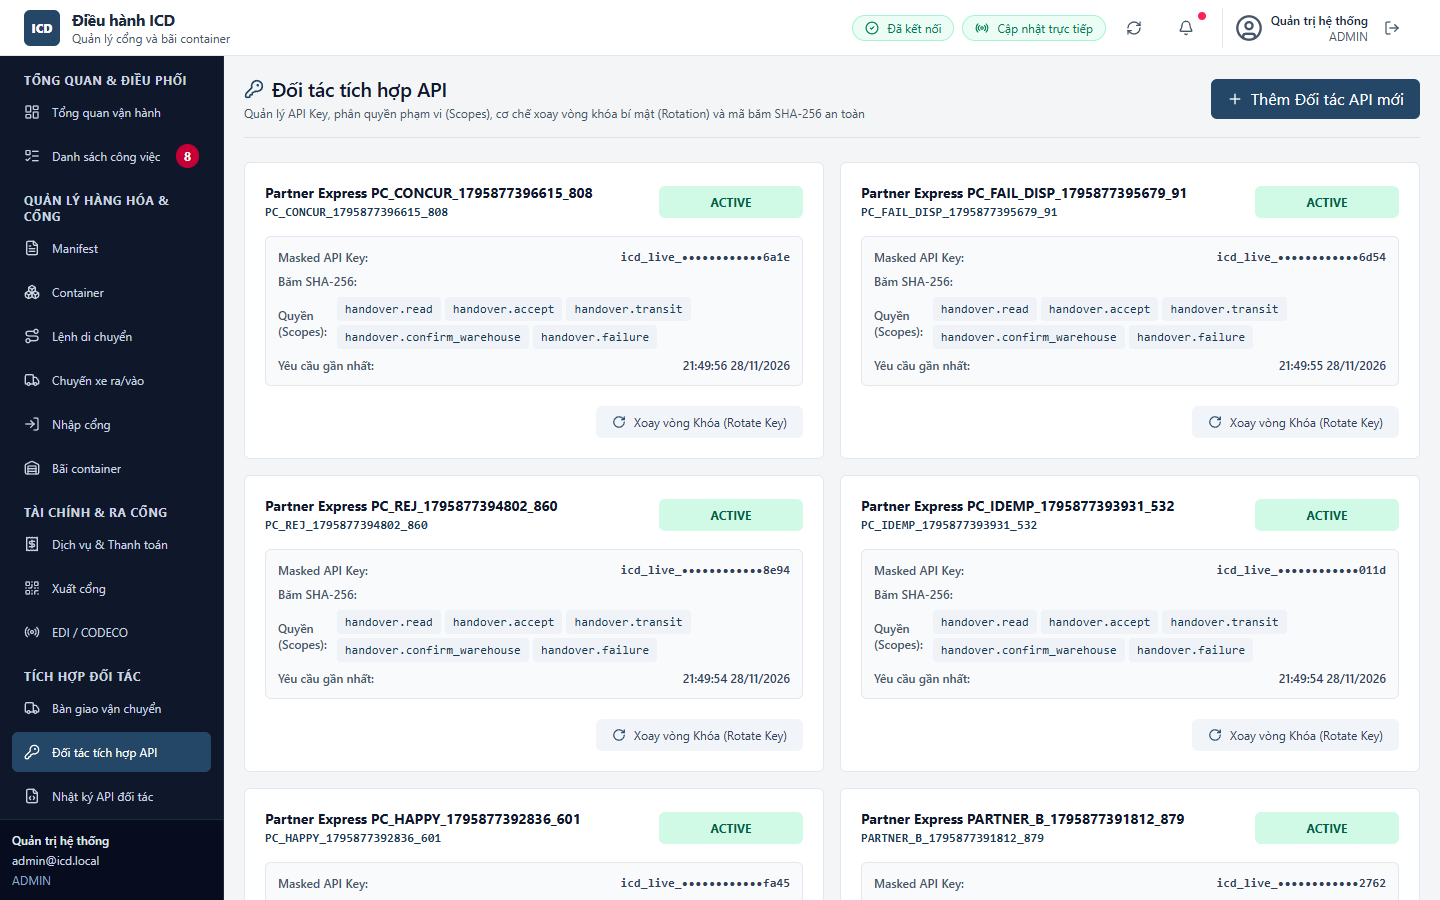 ICD
Điều hành ICD
Quản lý cổng và bãi container
Đã kết nối
Cập nhật trực tiếp
Quản trị hệ thống
ADMIN
TỔNG QUAN & ĐIỀU PHỐI
Tổng quan vận hành
Danh sách công việc
8
QUẢN LÝ HÀNG HÓA &
CỔNG
Manifest
Container
Lệnh di chuyển
Chuyến xe ra/vào
Nhập cổng
Bãi container
TÀI CHÍNH & RA CỔNG
Dịch vụ & Thanh toán
Xuất cổng
EDI / CODECO
TÍCH HỢP ĐỐI TÁC
Bàn giao vận chuyển
Đối tác tích hợp API
Nhật ký API đối tác
Quản trị hệ thống
admin@icd.local
ADMIN
Đối tác tích hợp API
Quản lý API Key, phân quyền phạm vi (Scopes), cơ chế xoay vòng khóa bí mật (Rotation) và mã băm SHA-256 an toàn
+ Thêm Đối tác API mới
Partner Express PC_CONCUR_1795877396615_808
PC_CONCUR_1795877396615_808
ACTIVE
Masked API Key:
icd_live_••••••••••••6a1e
Băm SHA-256:
Quyền
(Scopes):
handover.read handover.accept handover.transit
handover.confirm_warehouse handover.failure
Yêu cầu gần nhất:
21:49:56 28/11/2026
Xoay vòng Khóa (Rotate Key)
Partner Express PC_FAIL_DISP_1795877395679_91
PC_FAIL_DISP_1795877395679_91
ACTIVE
Masked API Key:
icd_live_••••••••••••6d54
Băm SHA-256:
Quyền
(Scopes):
handover.read handover.accept handover.transit
handover.confirm_warehouse handover.failure
Yêu cầu gần nhất:
21:49:55 28/11/2026
Xoay vòng Khóa (Rotate Key)
Partner Express PC_REJ_1795877394802_860
PC_REJ_1795877394802_860
ACTIVE
Masked API Key:
icd_live_••••••••••••8e94
Băm SHA-256:
Quyền
(Scopes):
handover.read handover.accept handover.transit
handover.confirm_warehouse handover.failure
Yêu cầu gần nhất:
21:49:54 28/11/2026
Xoay vòng Khóa (Rotate Key)
Partner Express PC_IDEMP_1795877393931_532
PC_IDEMP_1795877393931_532
ACTIVE
Masked API Key:
icd_live_••••••••••••011d
Băm SHA-256:
Quyền
(Scopes):
handover.read handover.accept handover.transit
handover.confirm_warehouse handover.failure
Yêu cầu gần nhất:
21:49:54 28/11/2026
Xoay vòng Khóa (Rotate Key)
Partner Express PC_HAPPY_1795877392836_601
PC_HAPPY_1795877392836_601
ACTIVE
Masked API Key:
icd_live_••••••••••••fa45
Partner Express PARTNER_B_1795877391812_879
PARTNER_B_1795877391812_879
ACTIVE
Masked API Key:
icd_live_••••••••••••2762